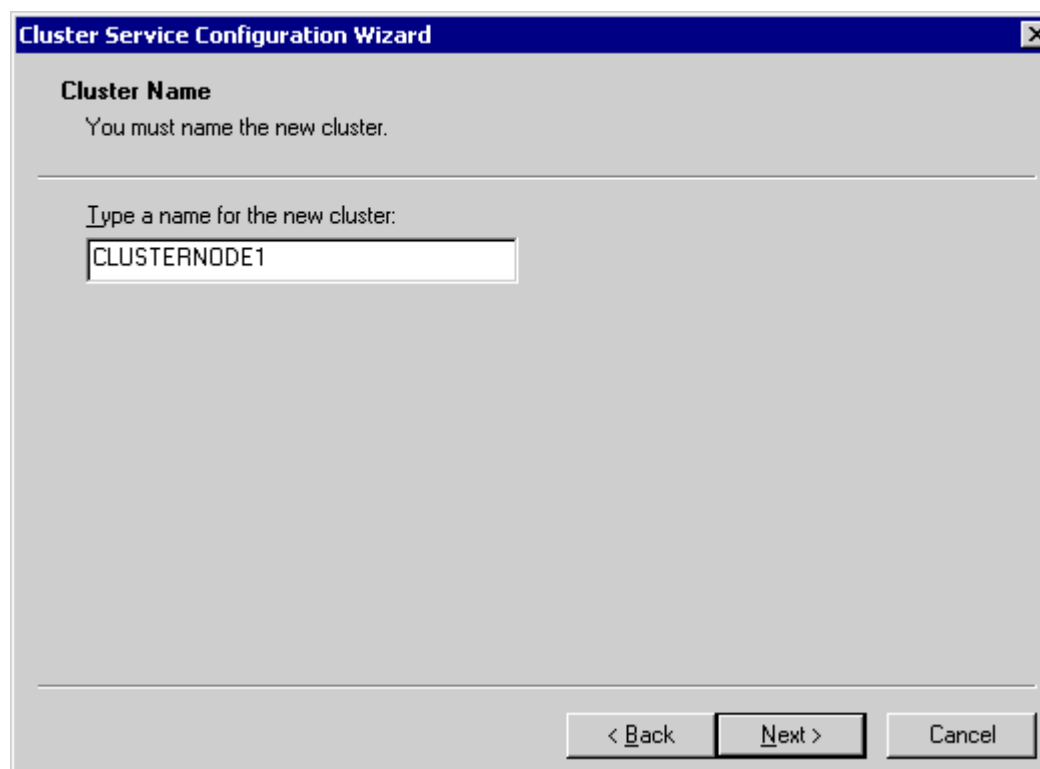 Cluster Service Configuration Wizard
Cluster Name
You must name the new cluster.
Type a name for the new cluster:
CLUSTERNODE1
< Back Next > Cancel